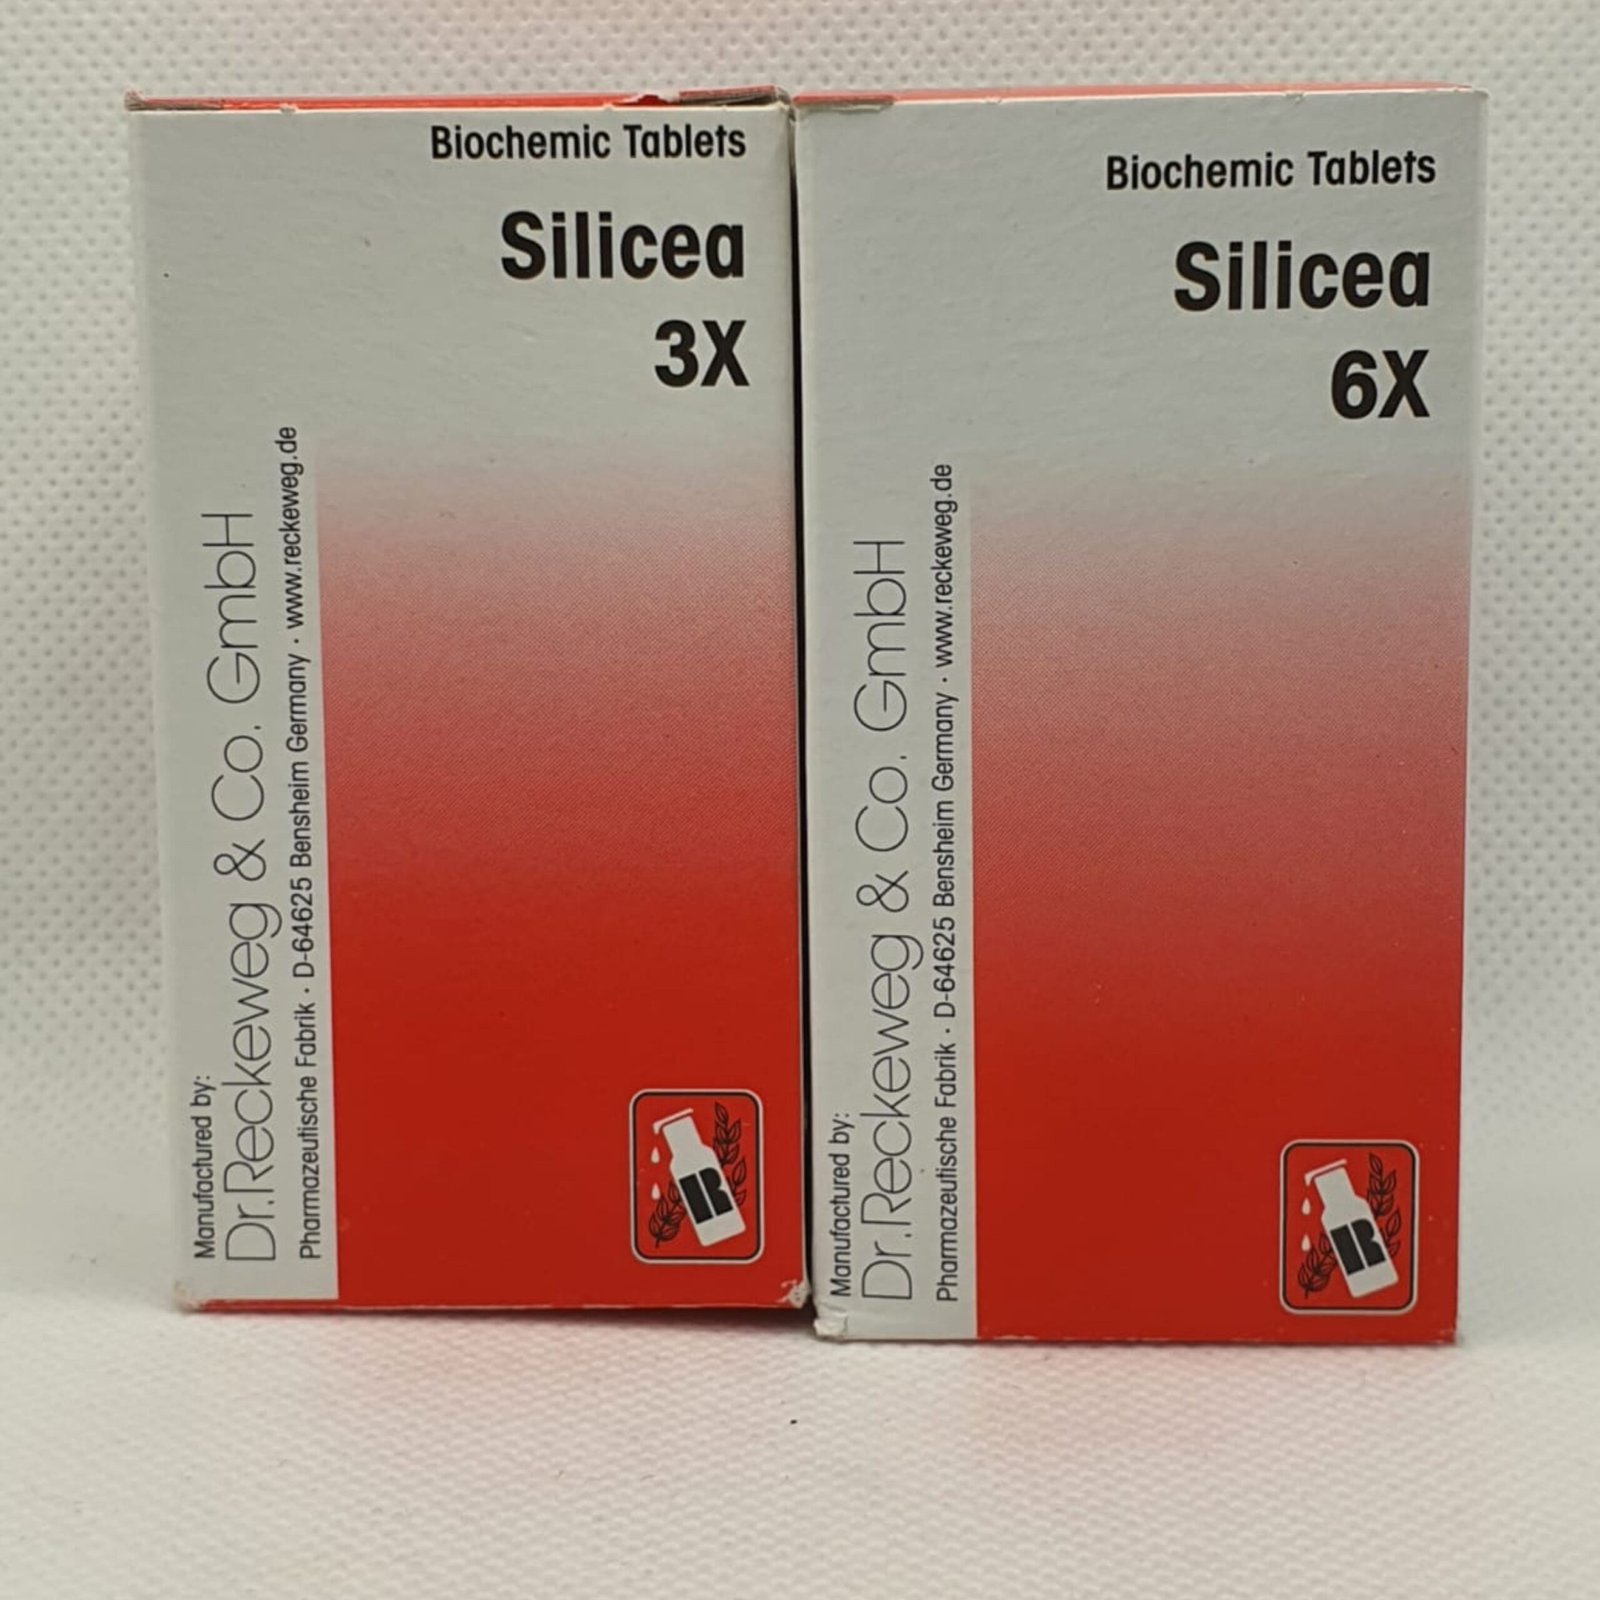 Biochemic Tablets
Silicea
3X
Manufactured by:
Dr.Reckeweg & Co. GmbH
Pharmazeutische Fabrik · D-64625 Bensheim Germany · www.reckeweg.de
R
Biochemic Tablets
Silicea
6X
Manufactured by:
Dr.Reckeweg & Co. GmbH
Pharmazeutische Fabrik · D-64625 Bensheim Germany · www.reckeweg.de
R